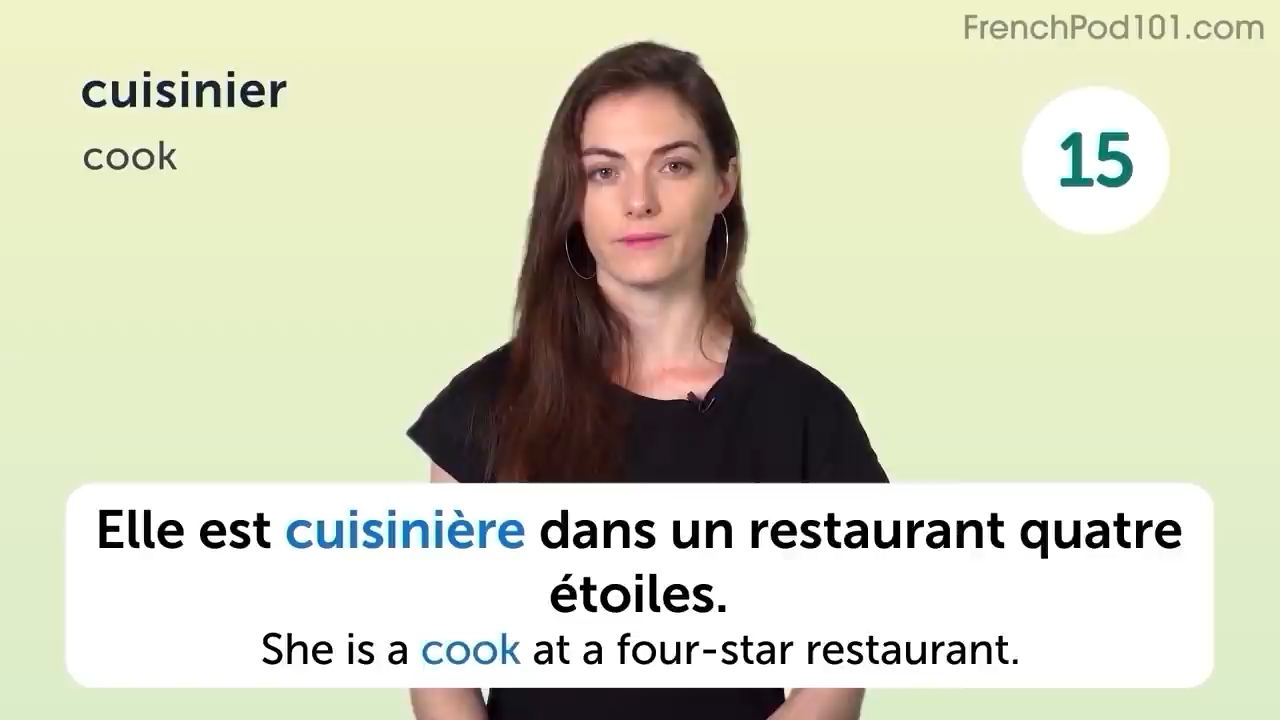 FrenchPod101.com
cuisinier
cook
15
Elle est cuisinière dans un restaurant quatre
étoiles.
She is a cook at a four-star restaurant.